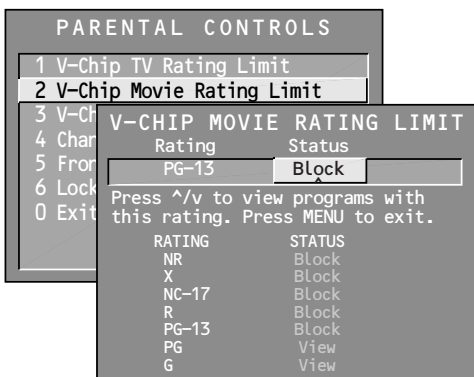 PARENTAL CONTROLS
1 V-Chip TV Rating Limit
2 V-Chip Movie Rating Limit
3 V-Ch
4 Chan
5 Fron
6 Lock
0 Exit
V-CHIP MOVIE RATING LIMIT
Rating Status
PG-13 Block
Press ^/v to view programs with
this rating. Press MENU to exit.
RATING STATUS
NR Block
X Block
NC-17 Block
R Block
PG-13 Block
PG View
G View